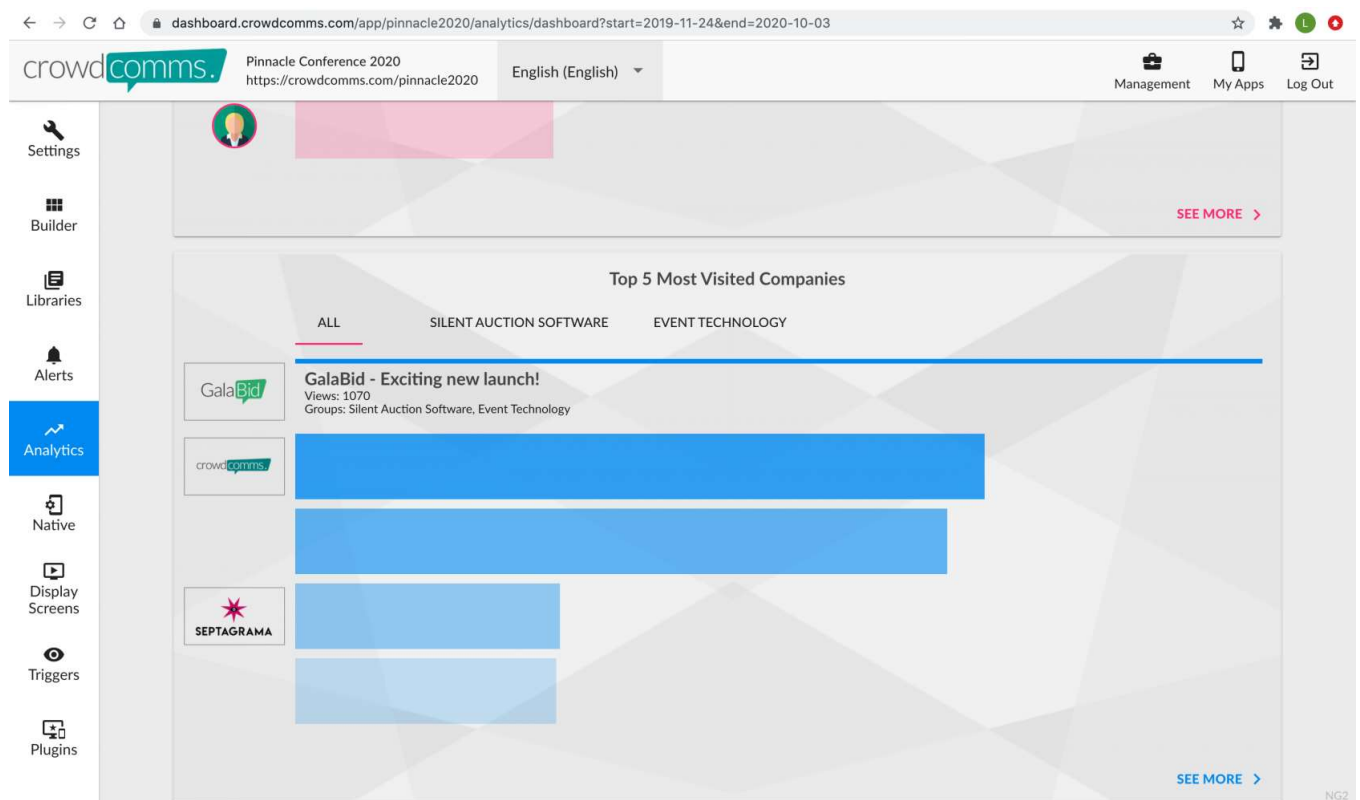 dashboard.crowdcomms.com/app/pinnacle2020/analytics/dashboard?start=2019-11-24&end=2020-10-03
L
crowdcomms.
Pinnacle Conference 2020
https://crowdcomms.com/pinnacle2020
English (English)
Management
My Apps
Log Out
Settings
Builder
Libraries
Alerts
Analytics
Native
Display
Screens
Triggers
Plugins
SEE MORE
Top 5 Most Visited Companies
ALL SILENT AUCTION SOFTWARE EVENT TECHNOLOGY
GalaBid
GalaBid - Exciting new launch!
Views: 1070
Groups: Silent Auction Software, Event Technology
crowdcomms.
SEPTAGRAMA
SEE MORE
NG2